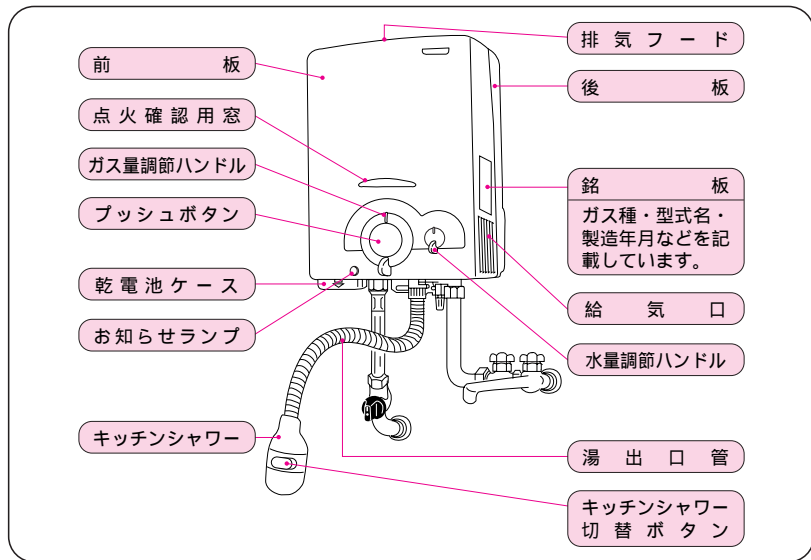 前板
点火確認用窓
ガス量調節ハンドル
プッシュボタン
乾電池ケース
お知らせランプ
キッチンシャワー
排気フード
後板
銘板
ガス種・型式名・
製造年月などを記
載しています。
給気口
水量調節ハンドル
湯出口管
キッチンシャワー
切替ボタン